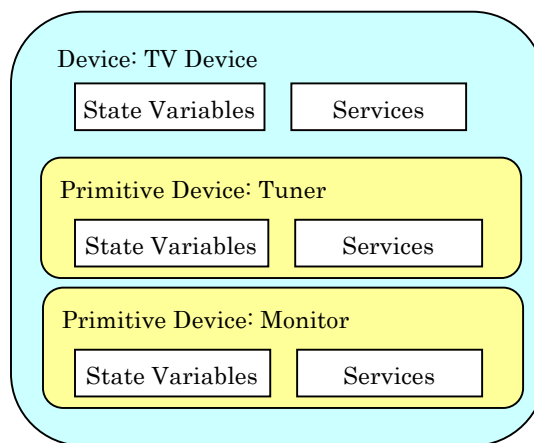 Device: TV Device
State Variables Services
Primitive Device: Tuner
State Variables Services
Primitive Device: Monitor
State Variables Services